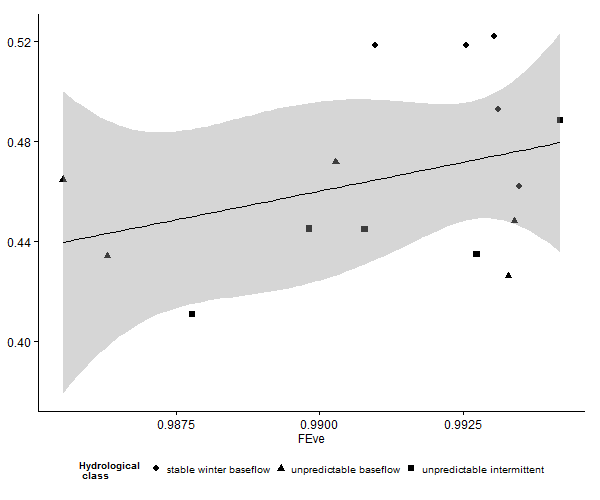 0.52
0.48
0.44
0.40
0.9875 0.9900 0.9925
FEve
Hydrological
class
stable winter baseflow unpredictable baseflow unpredictable intermittent